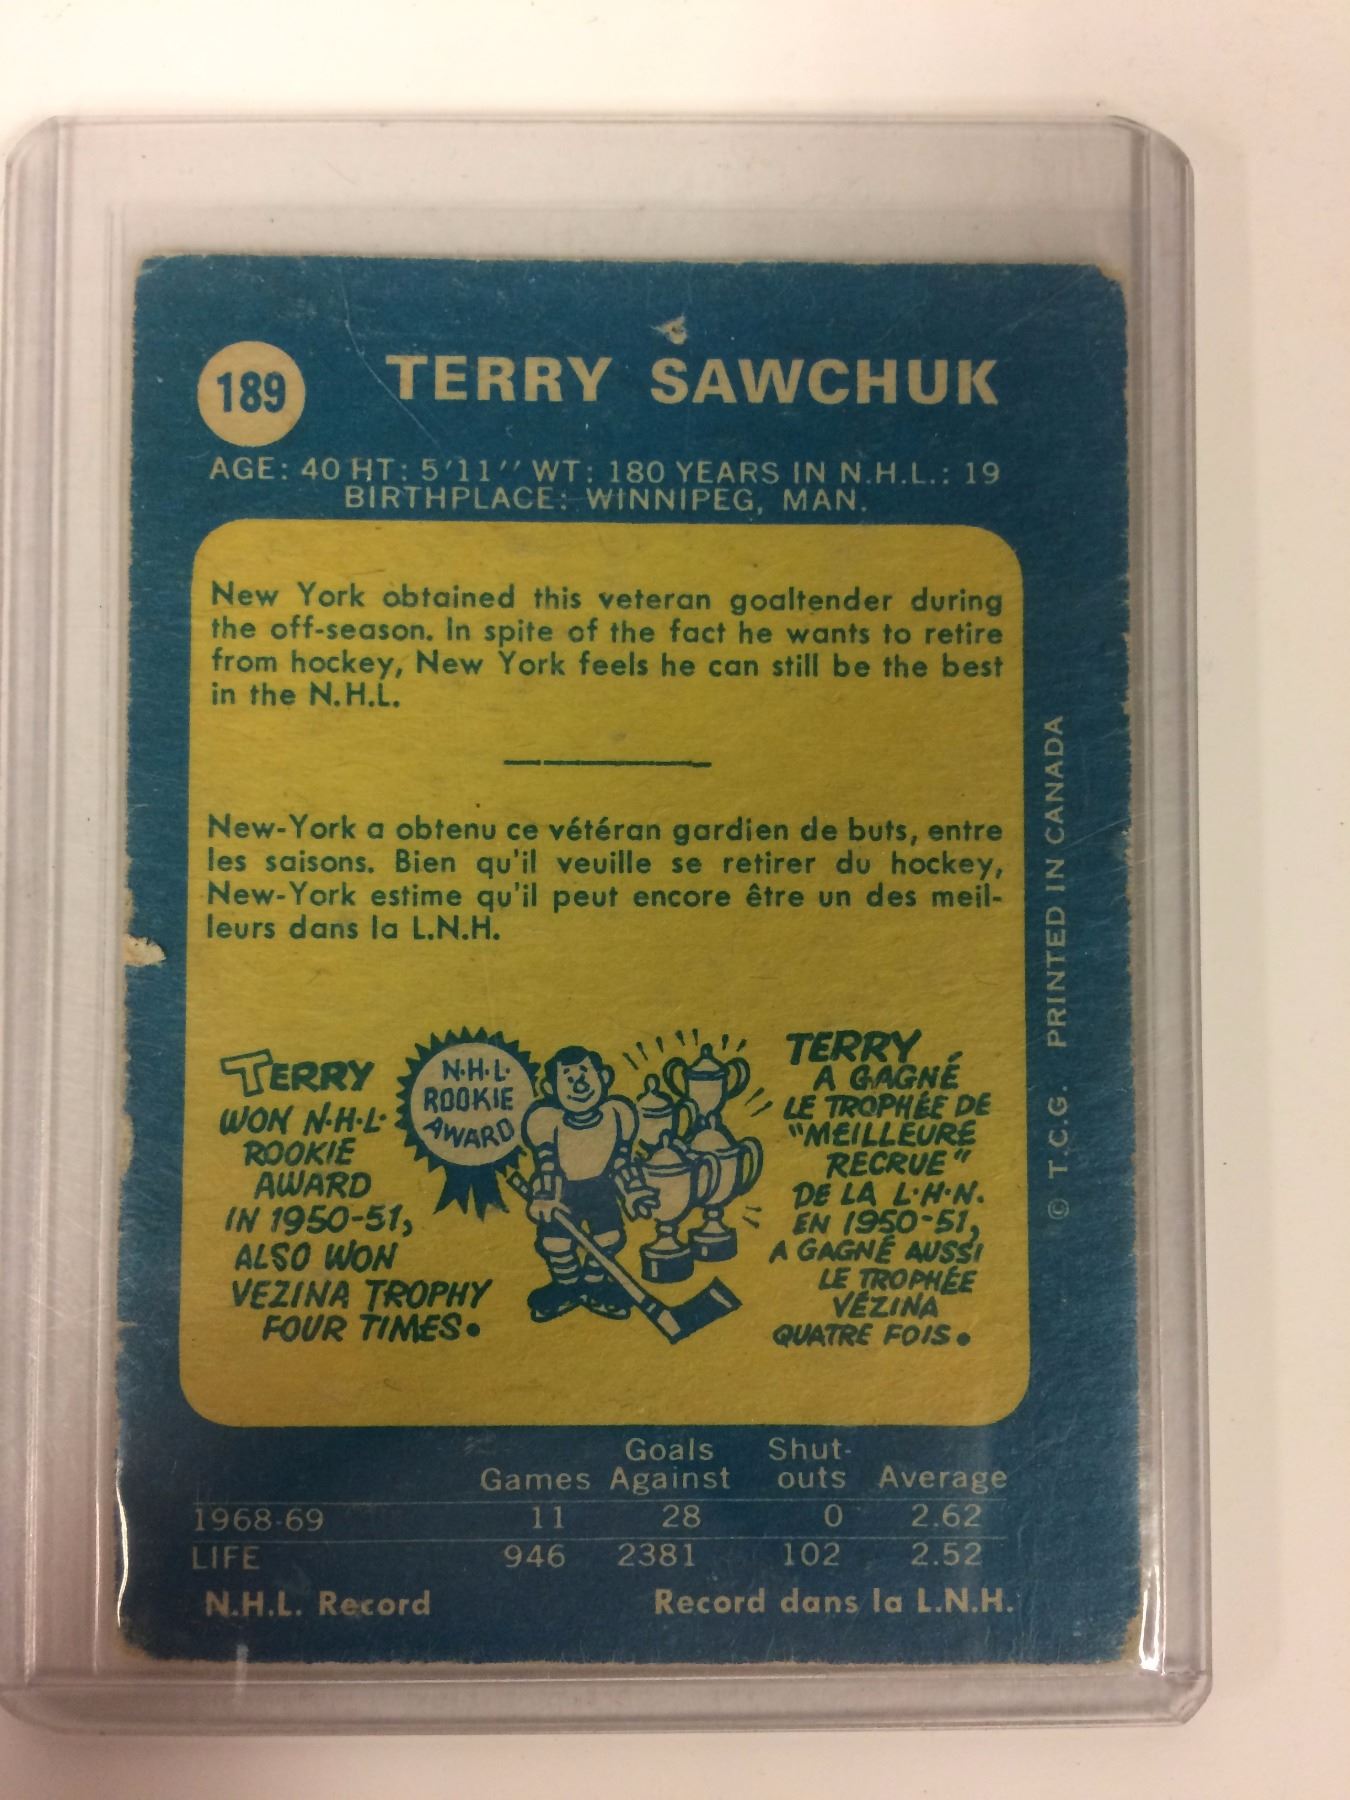 189
TERRY SAWCHUK
AGE: 40 HT: 5'11" WT: 180 YEARS IN N.H.L.: 19
BIRTHPLACE: WINNIPEG, MAN.
New York obtained this veteran goaltender during
the off-season. In spite of the fact he wants to retire
from hockey, New York feels he can still be the best
in the N.H.L.
New-York a obtenu ce vétéran gardien de buts, entre
les saisons. Bien qu'il veuille se retirer du hockey,
New-York estime qu'il peut encore être un des meil-
leurs dans la L.N.H.
TERRY
WON N·H·L·
ROOKIE
AWARD
IN 1950-51,
ALSO WON
VEZINA TROPHY
FOUR TIMES.
N·H·L·
ROOKIE
AWARD
TERRY
A GAGNÉ
LE TROPHÉE DE
"MEILLEURE
RECRUE"
DE LA L·H·N.
EN 1950-51,
A GAGNÉ AUSSI
LE TROPHÉE
VÉZINA
QUATRE FOIS.
© T.C.G. PRINTED IN CANADA
Goals Shut-
Games Against outs Average
1968-69 11 28 0 2.62
LIFE 946 2381 102 2.52
N.H.L. Record Record dans la L.N.H.